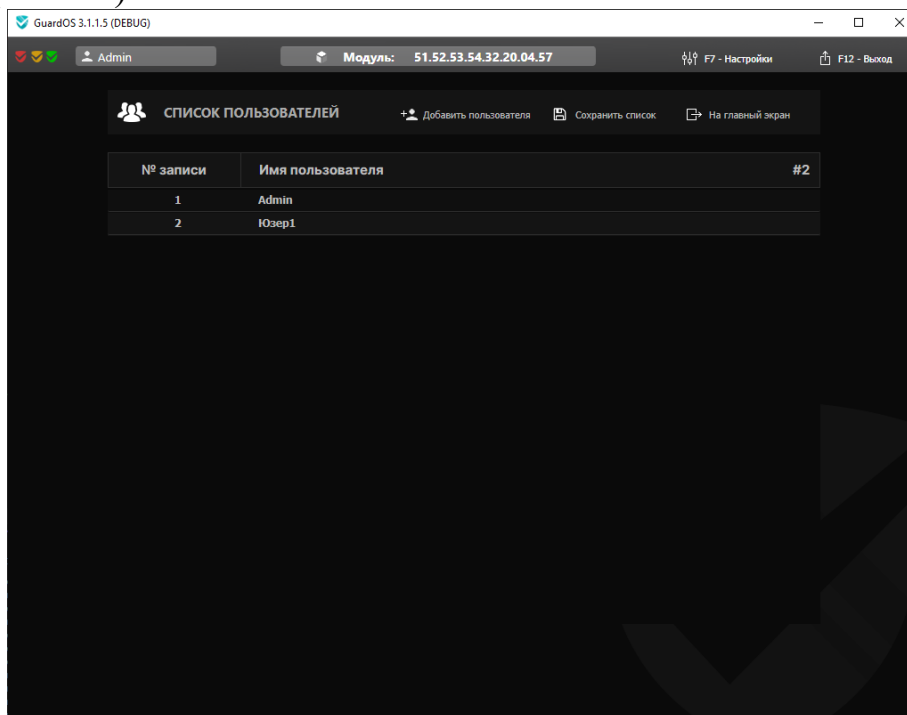 )
GuardOS 3.1.1.5 (DEBUG)
Admin Модуль: 51.52.53.54.32.20.04.57 F7 - Настройки F12 - Выход
СПИСОК ПОЛЬЗОВАТЕЛЕЙ Добавить пользователя Сохранить список На главный экран
№ записи Имя пользователя #2
1 Admin
2 Юзер1